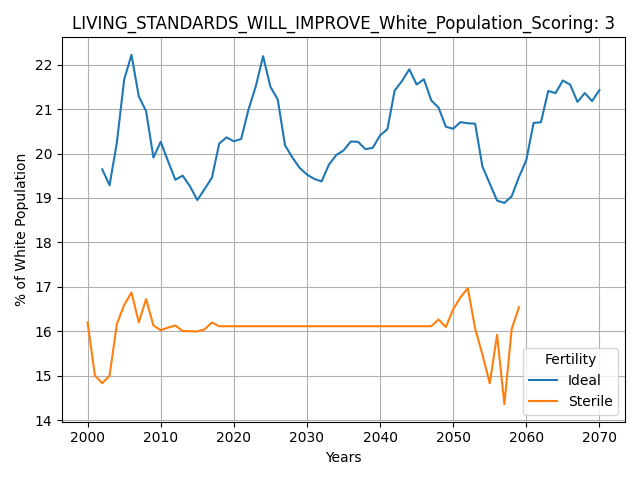 LIVING_STANDARDS_WILL_IMPROVE_White_Population_Scoring: 3
% of White Population
22
21
20
19
18
17
16
15
14
Fertility
Ideal
Sterile
2000 2010 2020 2030 2040 2050 2060 2070
Years